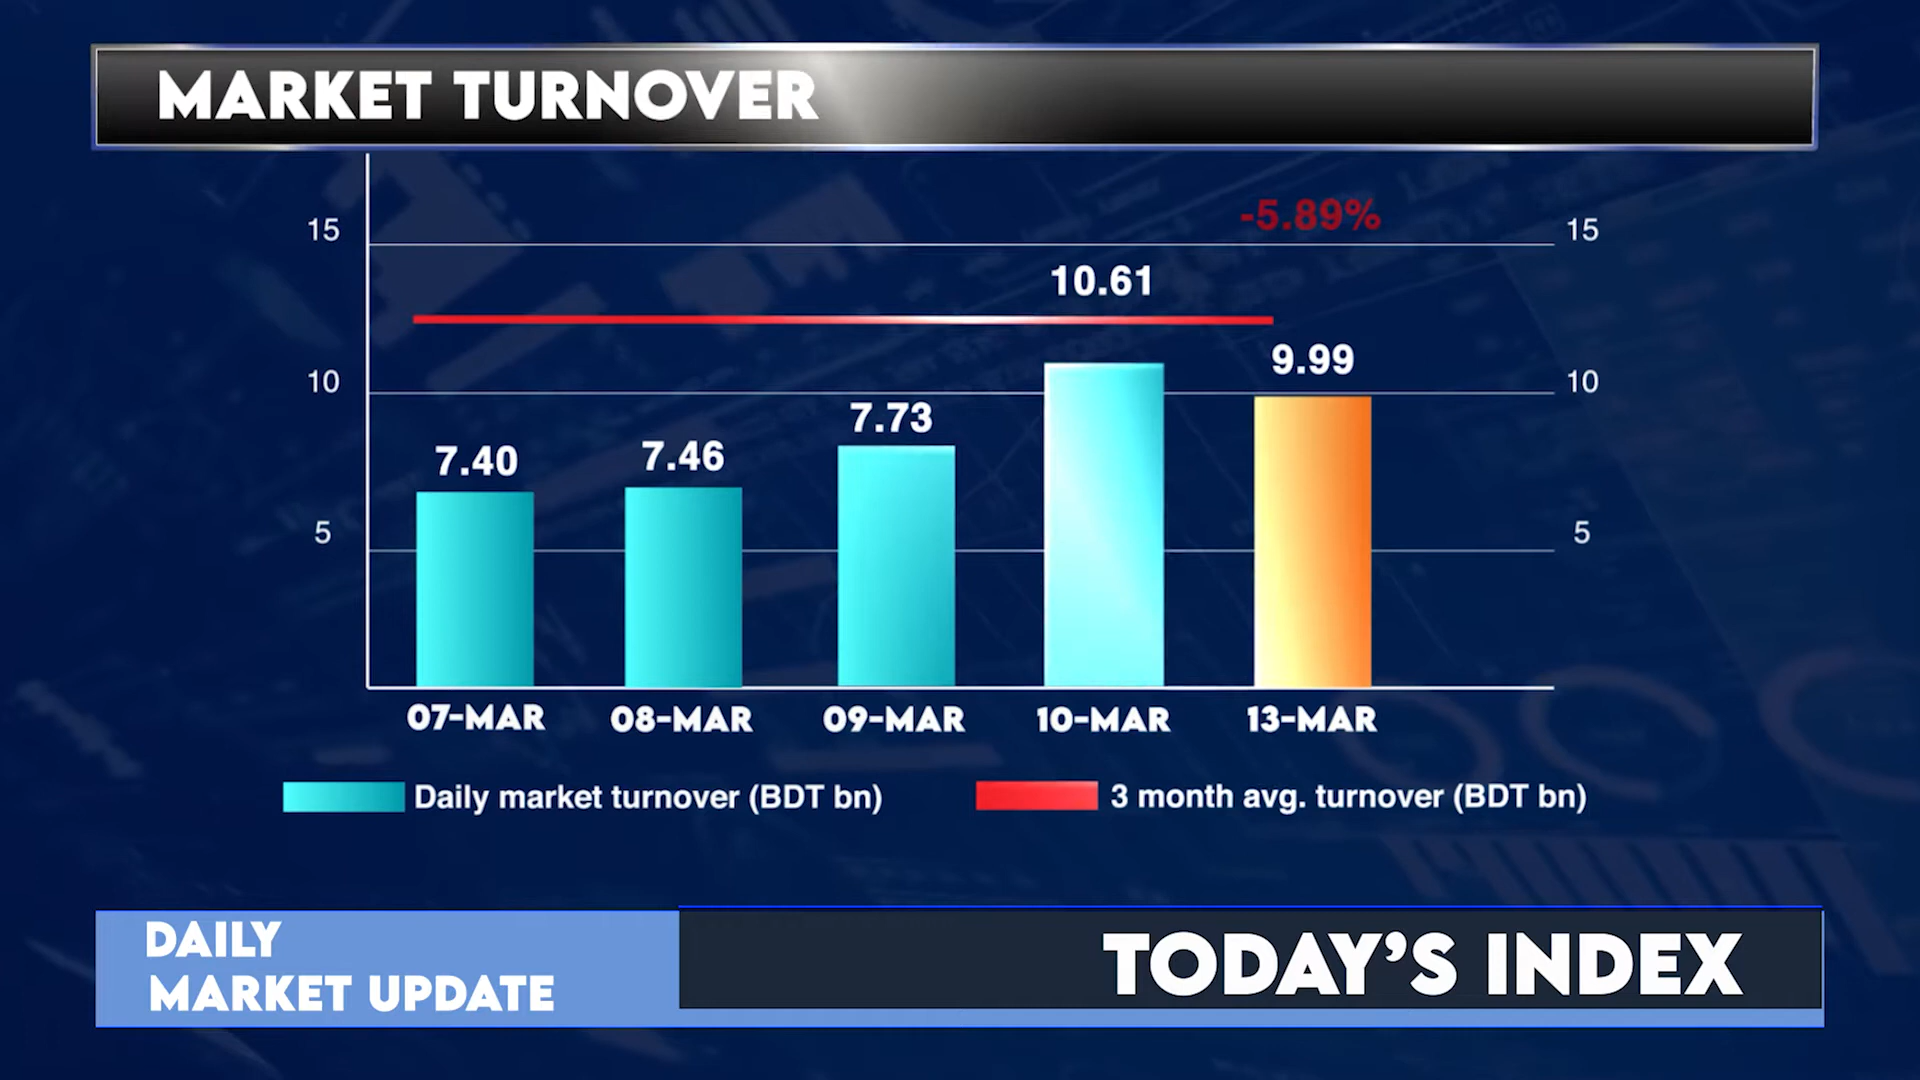 MARKET TURNOVER
-5.89%
15
15
10.61
9.99
10
10
7.73
7.46
7.40
5
5
07-MAR
08-MAR
09-MAR
10-MAR
13-MAR
Daily market turnover (BDT bn)
3 month avg. turnover (BDT bn)
DAILY
MARKET UPDATE
TODAY'S INDEX